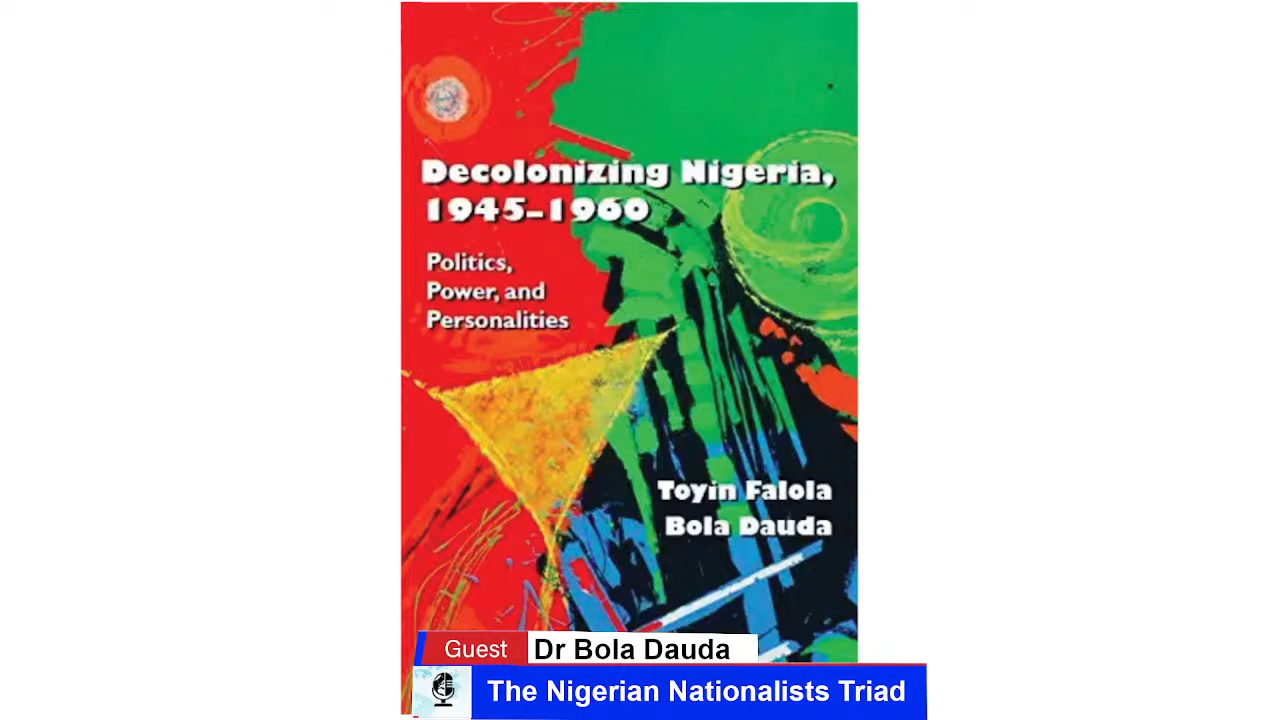 Decolonizing Nigeria,
1945–1960
Politics,
Power, and
Personalities
Toyin Falola
Bola Dauda
Guest Dr Bola Dauda
The Nigerian Nationalists Triad